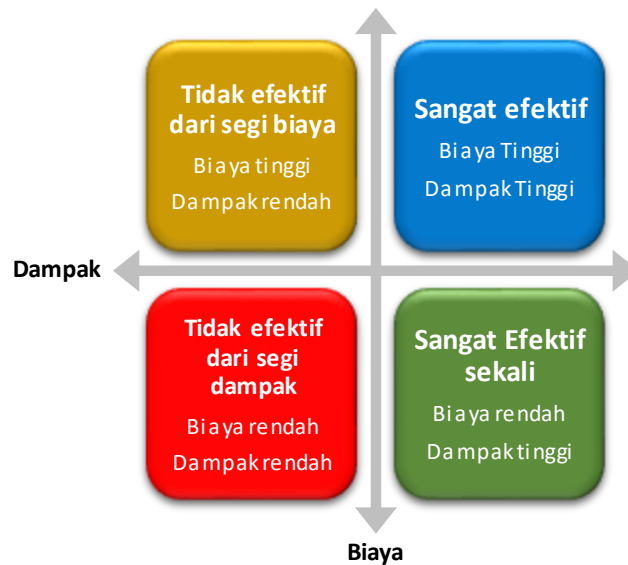 Tidak efektif
dari segi biaya
Biaya tinggi
Dampak rendah
Sangat efektif
Biaya Tinggi
Dampak Tinggi
Dampak
Tidak efektif
dari segi
dampak
Biaya rendah
Dampak rendah
Sangat Efektif
sekali
Biaya rendah
Dampak tinggi
Biaya